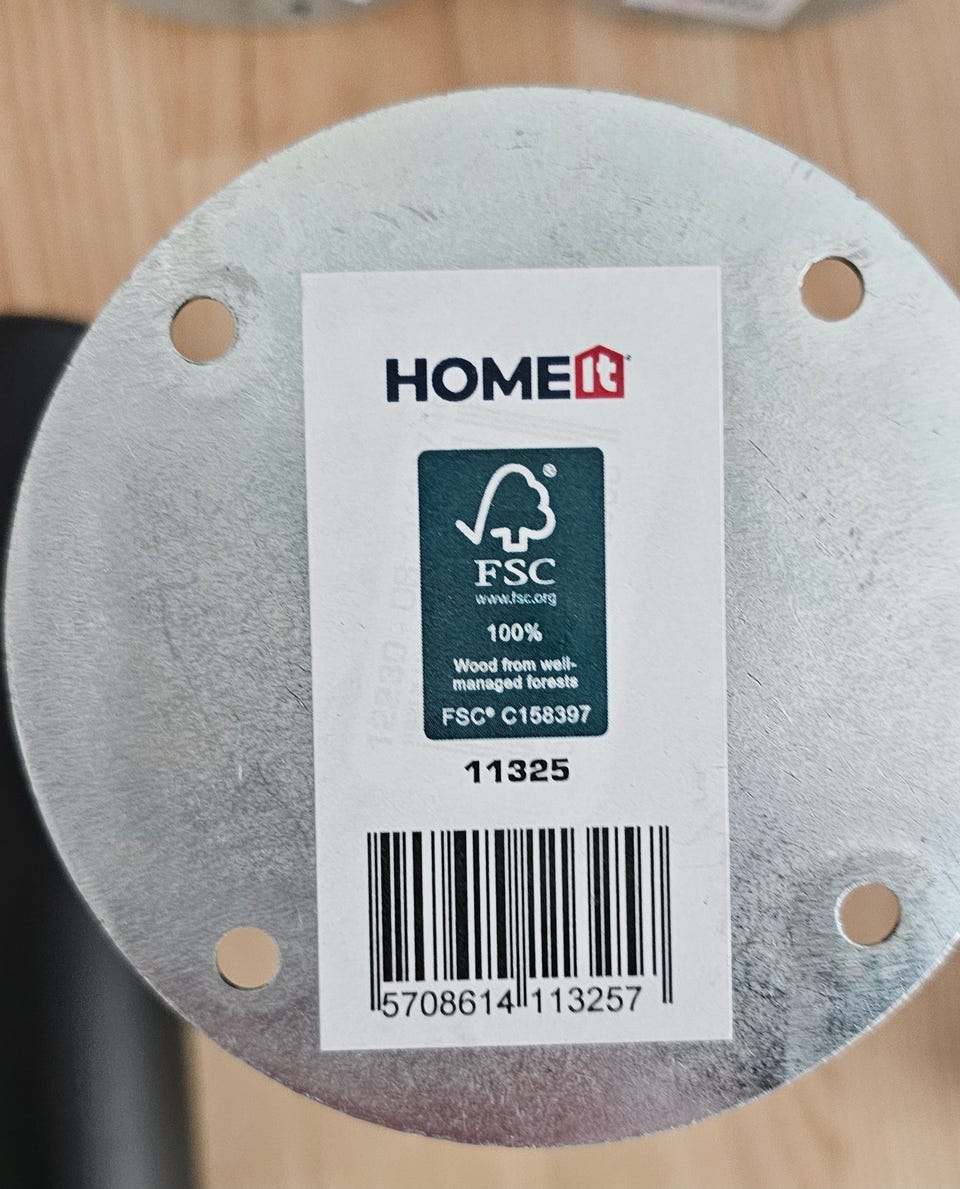 HOMEIt
FSC®
www.fsc.org
100%
Wood from well-
managed forests
FSC® C158397
11325
5708614 113257